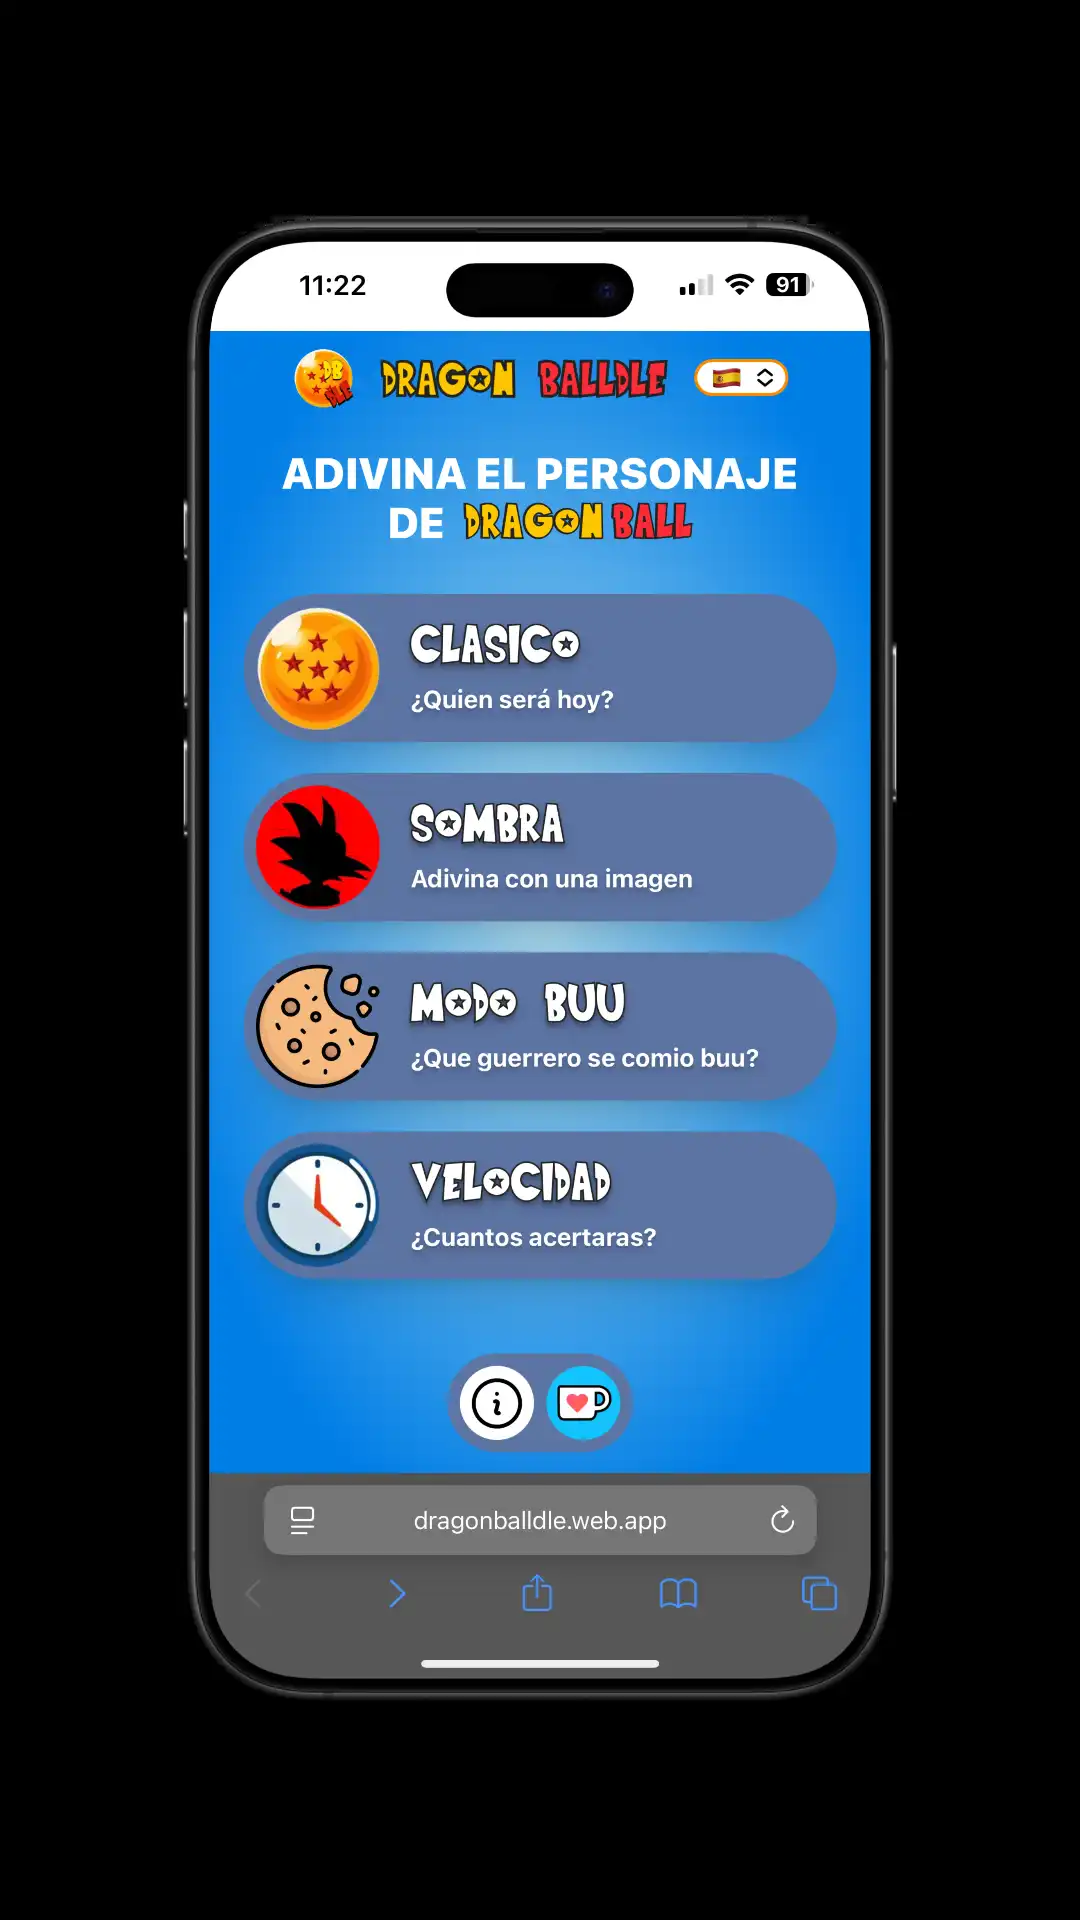 11:22
91
DB
DLE
DRAGON BALLDLE
ADIVINA EL PERSONAJE
DE DRAGON BALL
CLASICO
¿Quien será hoy?
SOMBRA
Adivina con una imagen
MODO BUU
¿Que guerrero se comio buu?
VELOCIDAD
¿Cuantos acertaras?
dragonballdle.web.app